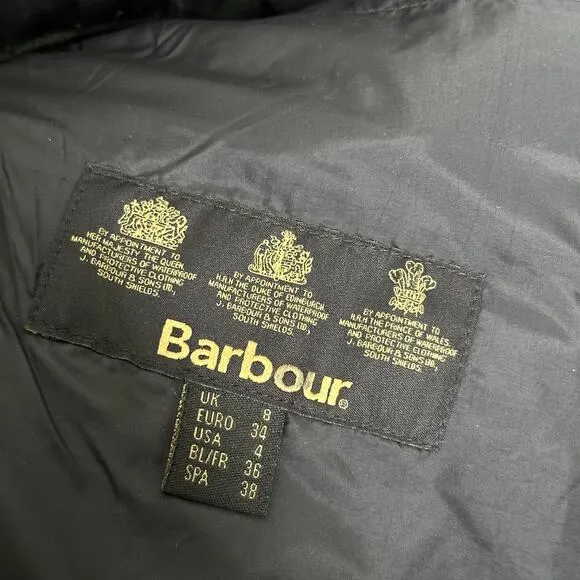 BY APPOINTMENT TO
HER MAJESTY THE QUEEN
MANUFACTURERS OF WATERPROOF
AND PROTECTIVE CLOTHING
J. BARBOUR & SONS LTD,
SOUTH SHIELDS.
BY APPOINTMENT TO
H.R.H. THE DUKE OF EDINBURGH
MANUFACTURERS OF WATERPROOF
AND PROTECTIVE CLOTHING
J. BARBOUR & SONS LTD,
SOUTH SHIELDS.
BY APPOINTMENT TO
H.R.H. THE PRINCE OF WALES
MANUFACTURERS OF WATERPROOF
AND PROTECTIVE CLOTHING
J. BARBOUR & SONS LTD,
SOUTH SHIELDS.
Barbour®
UK 8
EURO 34
USA 4
BL/FR 36
SPA 38